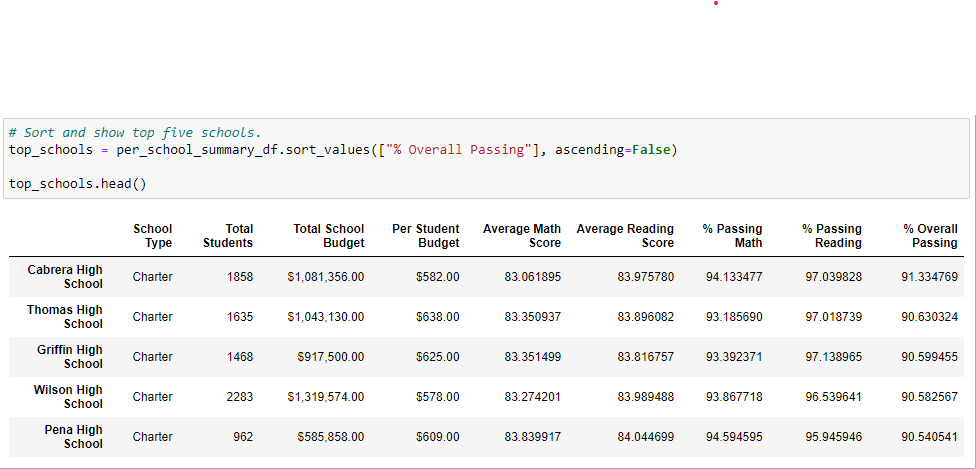 # Sort and show top five schools.
top_schools = per_school_summary_df.sort_values(["% Overall Passing"], ascending=False)
top_schools.head()
School Type Total Students Total School Budget Per Student Budget Average Math Score Average Reading Score % Passing Math % Passing Reading % Overall Passing
Cabrera High School Charter 1858 $1,081,356.00 $582.00 83.061895 83.975780 94.133477 97.039828 91.334769
Thomas High School Charter 1635 $1,043,130.00 $638.00 83.350937 83.896082 93.185690 97.018739 90.630324
Griffin High School Charter 1468 $917,500.00 $625.00 83.351499 83.816757 93.392371 97.138965 90.599455
Wilson High School Charter 2283 $1,319,574.00 $578.00 83.274201 83.989488 93.867718 96.539641 90.582567
Pena High School Charter 962 $585,858.00 $609.00 83.839917 84.044699 94.594595 95.945946 90.540541